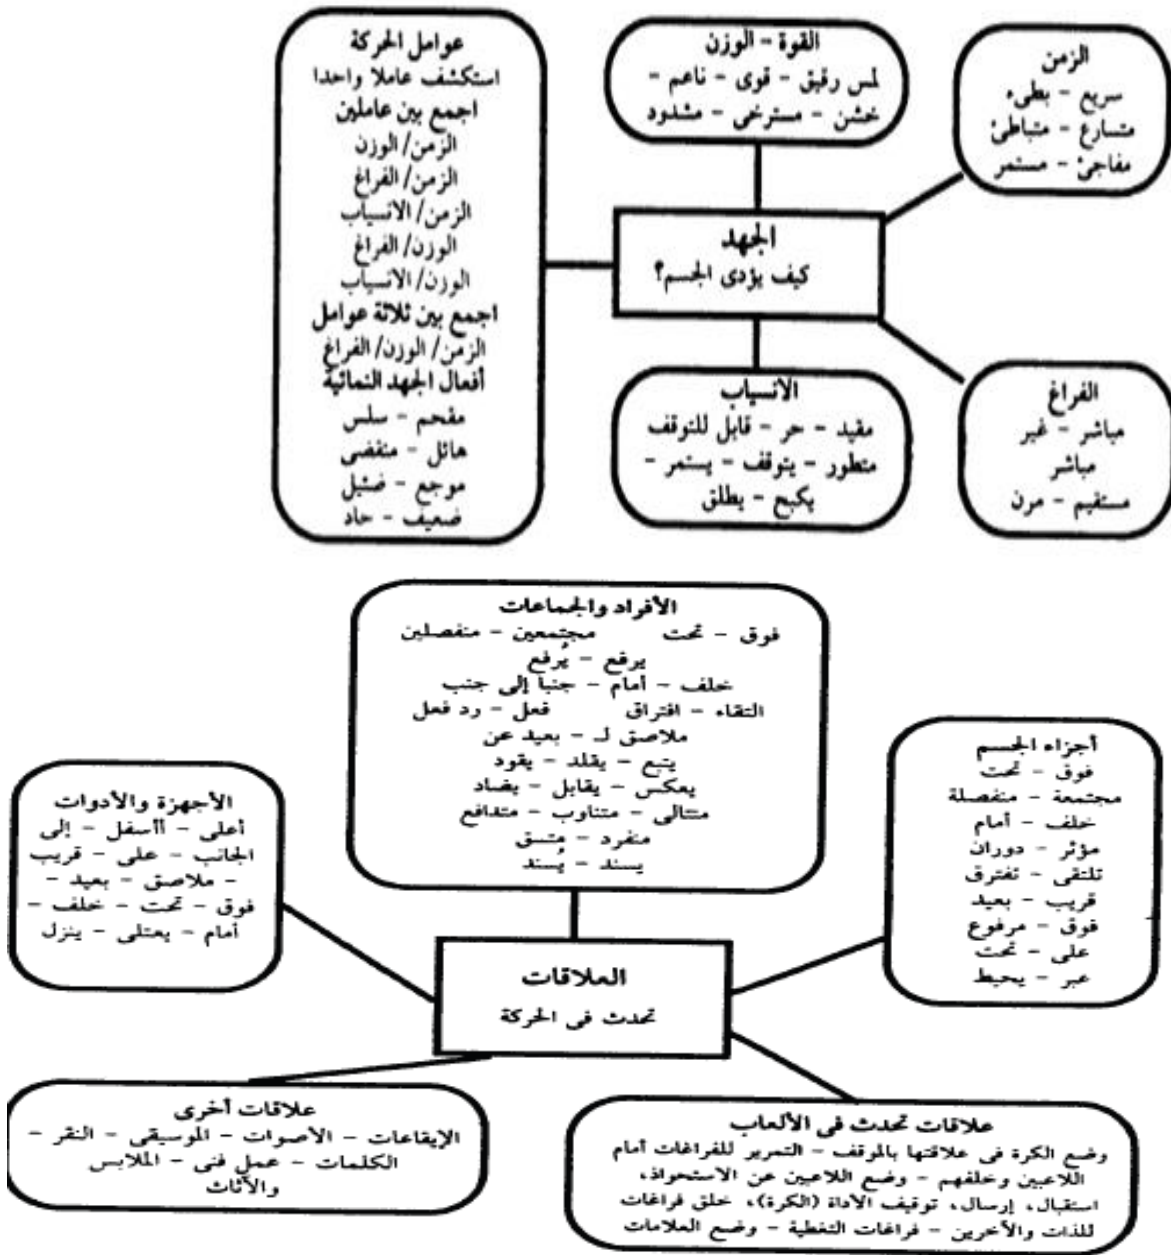 القوة - الوزن
لمس رقيق - قوى - ناعم -
خشن - مسترخى - مشدود
الزمن
سريع - بطىء
متسارع - متباطئ
مفاجئ - مستمر
عوامل الحركة
استكشف عاملا واحدا
اجمع بين عاملين
الزمن/ الوزن
الزمن/ الفراغ
الزمن/ الانسياب
الوزن/ الفراغ
الوزن/ الانسياب
اجمع بين ثلاثة عوامل
الزمن/ الوزن/ الفراغ
أفعال الجهد النمائية
مقحم - سلس
هائل - منفضى
موجع - ضئيل
ضعيف - حاد
الجهد
كيف يؤدى الجسم؟
الفراغ
مباشر - غير
مباشر
مستقيم - مرن
الانسياب
مقيد - حر - قابل للتوقف
متطور - يتوقف - يستمر -
يكبح - يطلق
الأفراد والجماعات
فوق - تحت مجتمعين - منفصلين
يرفع - يُرفع
خلف - أمام - جنبا إلى جنب
التقاء - افتراق فعل - رد فعل
ملاصق لـ - بعيد عن
يتبع - يقلد - يقود
يعكس - يقابل - يضاد
متتالى - متناوب - متدافع
منفرد - متسق
يسند - يُسند
أجزاء الجسم
فوق - تحت
مجتمعة - منفصلة
خلف - أمام
مؤثر - دوران
تلتقى - تفترق
قريب - بعيد
فوق - مرفوع
على - تحت
عبر - يحيط
الأجهزة والأدوات
أعلى - أأسفل - إلى
الجانب - على - قريب
- ملاصق - بعيد -
فوق - تحت - خلف -
أمام - يعتلى - ينزل
العلاقات
تحدث فى الحركة
علاقات تحدث فى الألعاب
وضع الكرة فى علاقتها بالموقف - التمرير للفراغات أمام
اللاعبين وخلفهم - وضع اللاعبين عن الاستحواذ،
استقبال، إرسال، توقيف الأداة (الكرة)، خلق فراغات
للذات والآخرين - فراغات التغطية - وضع العلامات
علاقات أخرى
الإيقاعات - الأصوات - الموسيقى - النقر -
الكلمات - عمل فنى - الملابس
والأثاث